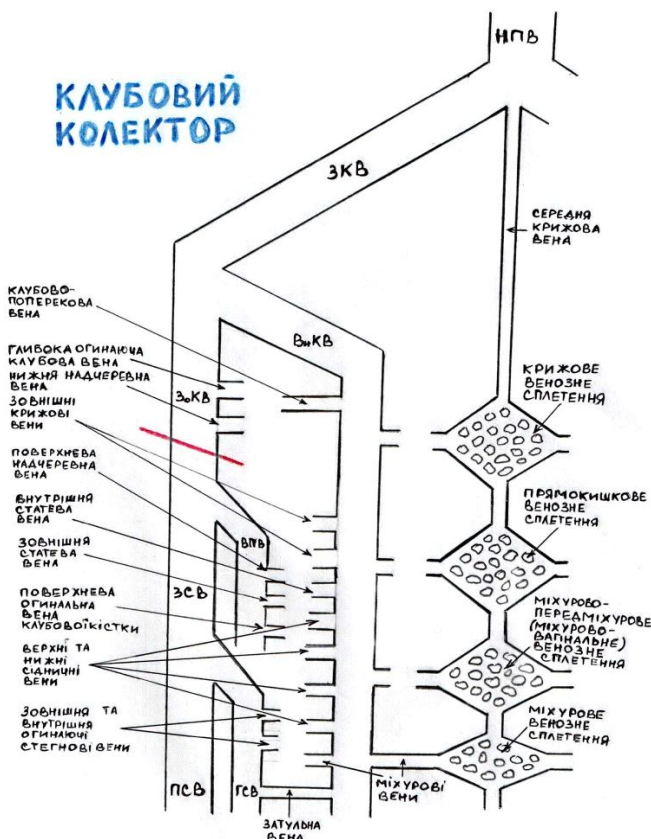 НПВ
КЛУБОВИЙ
КОЛЕКТОР
ЗКВ
СЕРЕДНЯ
КРИЖОВА
ВЕНА
КЛУБОВО-
ПОПЕРЕКОВА
ВЕНА
ВнКВ
ГЛИБОКА ОГИНАЮЧА
КЛУБОВА ВЕНА
НИЖНЯ НАДЧЕРЕВНА
ВЕНА
ЗоКВ
ЗОВНІШНІ
КРИЖОВІ
ВЕНИ
КРИЖОВЕ
ВЕНОЗНЕ
СПЛЕТЕННЯ
ПОВЕРХНЕВА
НАДЧЕРЕВНА
ВЕНА
ПРЯМОКИШКОВЕ
ВЕНОЗНЕ
СПЛЕТЕННЯ
ВНУТРІШНЯ
СТАТЕВА
ВЕНА
ВПВ
ЗОВНІШНЯ
СТАТЕВА
ВЕНА
ЗСВ
ПОВЕРХНЕВА
ОГИНАЛЬНА
ВЕНА
КЛУБОВОЇ КІСТКИ
МІХУРОВО-
ПЕРЕДМІХУРОВЕ
(МІХУРОВО-
ВАГІНАЛЬНЕ)
ВЕНОЗНЕ
СПЛЕТЕННЯ
ВЕРХНІ ТА
НИЖНІ
СІДНИЧНІ
ВЕНИ
ЗОВНІШНЯ ТА
ВНУТРІШНЯ
ОГИНАЮЧІ
СТЕГНОВІ ВЕНИ
МІХУРОВЕ
ВЕНОЗНЕ
СПЛЕТЕННЯ
ПСВ
ГСВ
МІХУРОВІ
ВЕНИ
ЗАТУЛЬНА
ВЕНА